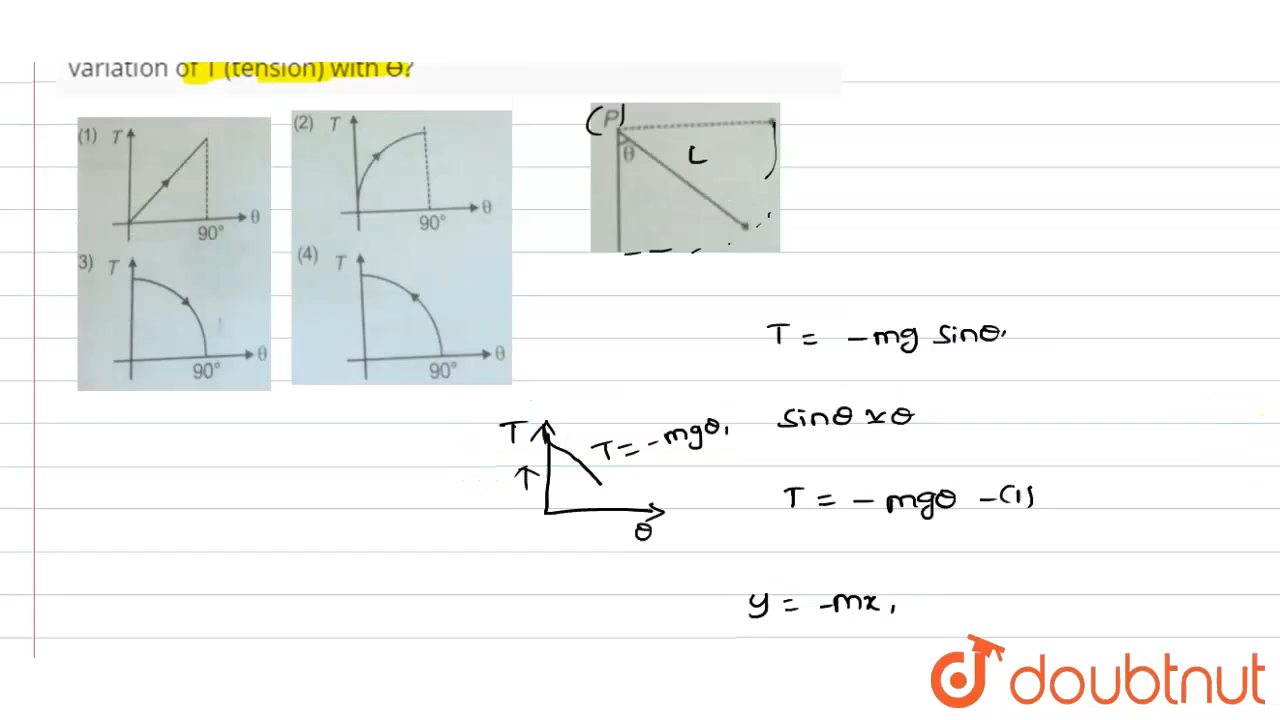 variation of T (tension) with θ?
(1) T
θ
90°
(2) T
θ
90°
3) T
θ
90°
(4) T
θ
90°
(P)
θ
L
T = -mg sinθ.
sinθ × θ
T = - mgθ -(1)
y = -mx,
T
↑
T = -mgθ,
θ
doubtnut